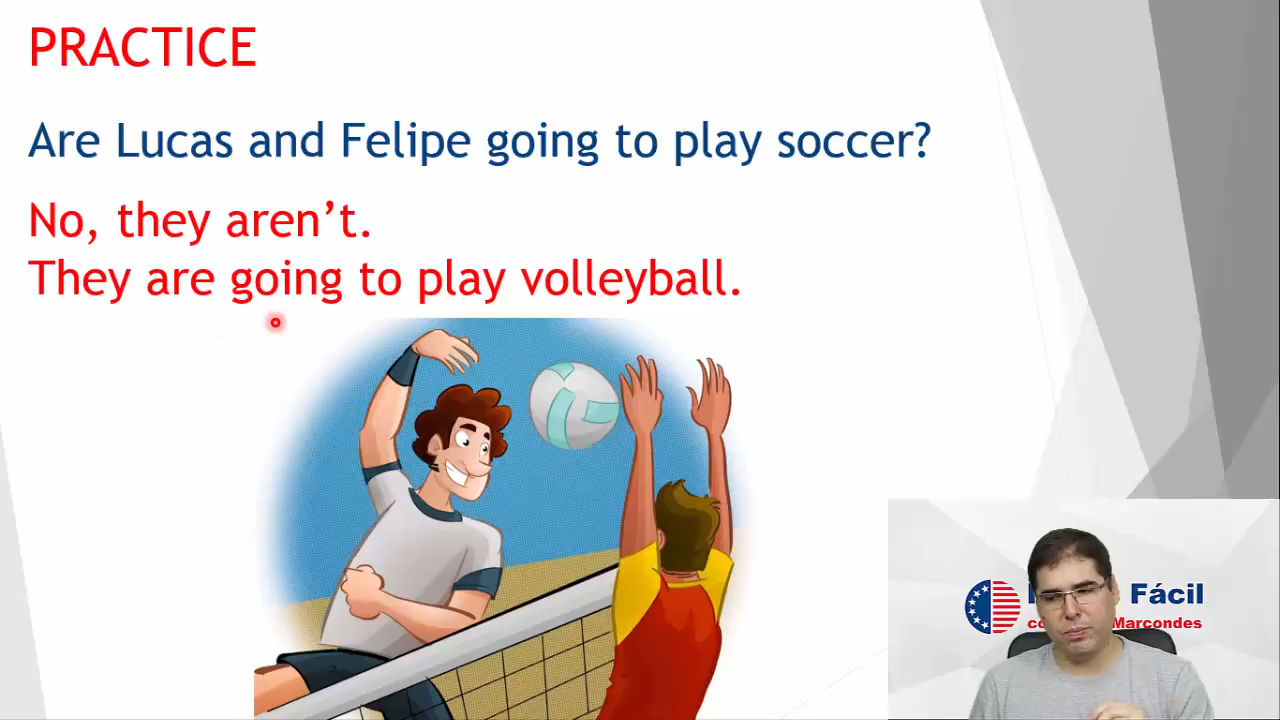 PRACTICE
Are Lucas and Felipe going to play soccer?
No, they aren't.
They are going to play volleyball.
Fácil
Marcondes